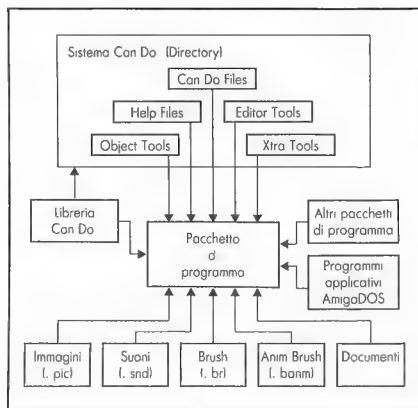 Sistema Can Do (Directory)
Can Do Files
Help Files
Editor Tools
Object Tools
Xtra Tools
Libreria
Can Do
Pacchetto
d
programma
Altri pacchetti
di programma
Programmi
applicativi
AmigaDOS
Immagini
(. pic)
Suoni
(. snd)
Brush
(. br)
Anim Brush
(. banm)
Documenti